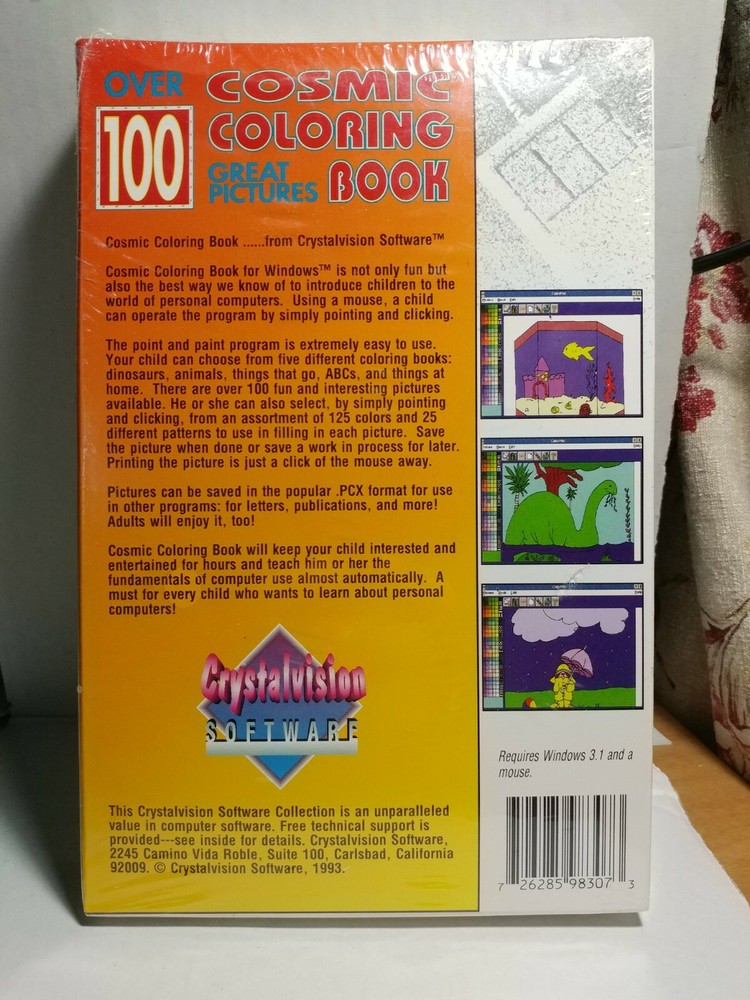 OVER
100
COSMIC
COLORING
GREAT
PICTURES
BOOK
Cosmic Coloring Book ......from Crystalvision Software™
Cosmic Coloring Book for Windows™ is not only fun but
also the best way we know of to introduce children to the
world of personal computers. Using a mouse, a child
can operate the program by simply pointing and clicking.
The point and paint program is extremely easy to use.
Your child can choose from five different coloring books:
dinosaurs, animals, things that go, ABCs, and things at
home. There are over 100 fun and interesting pictures
available. He or she can also select, by simply pointing
and clicking, from an assortment of 125 colors and 25
different patterns to use in filling in each picture. Save
the picture when done or save a work in process for later.
Printing the picture is just a click of the mouse away.
Pictures can be saved in the popular .PCX format for use
in other programs: for letters, publications, and more!
Adults will enjoy it, too!
Cosmic Coloring Book will keep your child interested and
entertained for hours and teach him or her the
fundamentals of computer use almost automatically. A
must for every child who wants to learn about personal
computers!
Crystalvision
SOFTWARE
This Crystalvision Software Collection is an unparalleled
value in computer software. Free technical support is
provided---see inside for details. Crystalvision Software,
2245 Camino Vida Roble, Suite 100, Carlsbad, California
92009. © Crystalvision Software, 1993.
Requires Windows 3.1 and a
mouse.
7 26285 98307 3